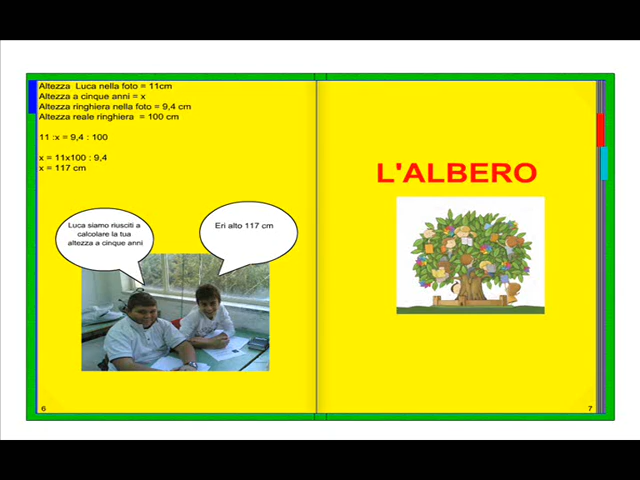 Altezza Luca nella foto = 11cm
Altezza a cinque anni = x
Altezza ringhiera nella foto = 9,4 cm
Altezza reale ringhiera = 100 cm
11 :x = 9,4 : 100
x = 11x100 : 9,4
x = 117 cm
Luca siamo riusciti a
calcolare la tua
altezza a cinque anni
Eri alto 117 cm
6
L'ALBERO
7